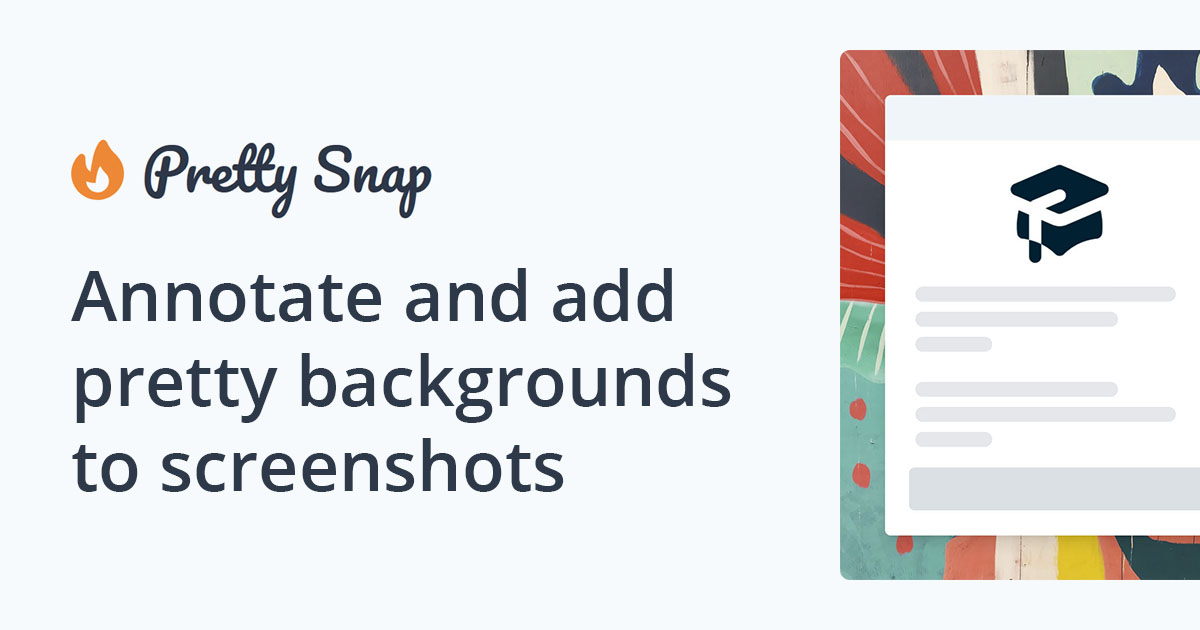 Pretty Snap
Annotate and add
pretty backgrounds
to screenshots